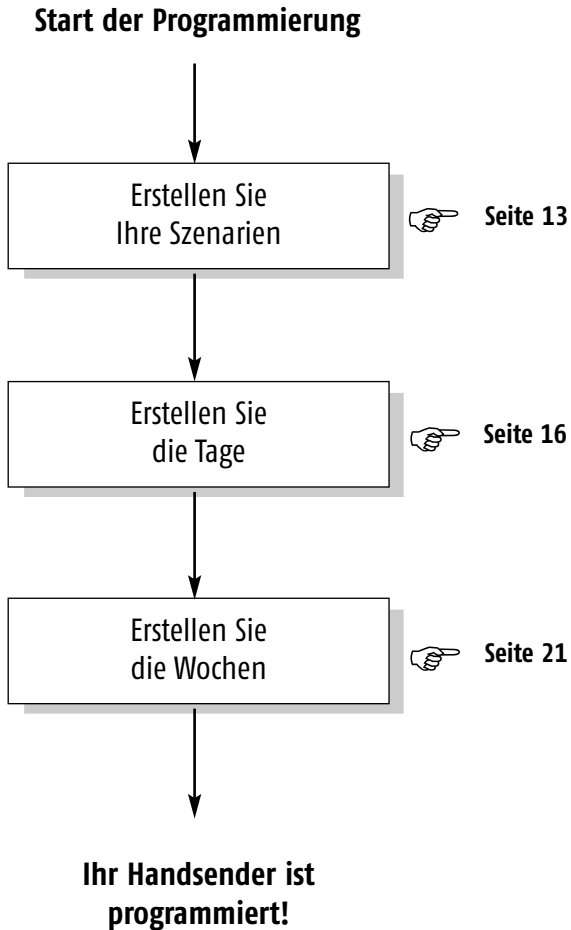 Start der Programmierung
Erstellen Sie
Ihre Szenarien
Seite 13
Erstellen Sie
die Tage
Seite 16
Erstellen Sie
die Wochen
Seite 21
Ihr Handsender ist
programmiert!